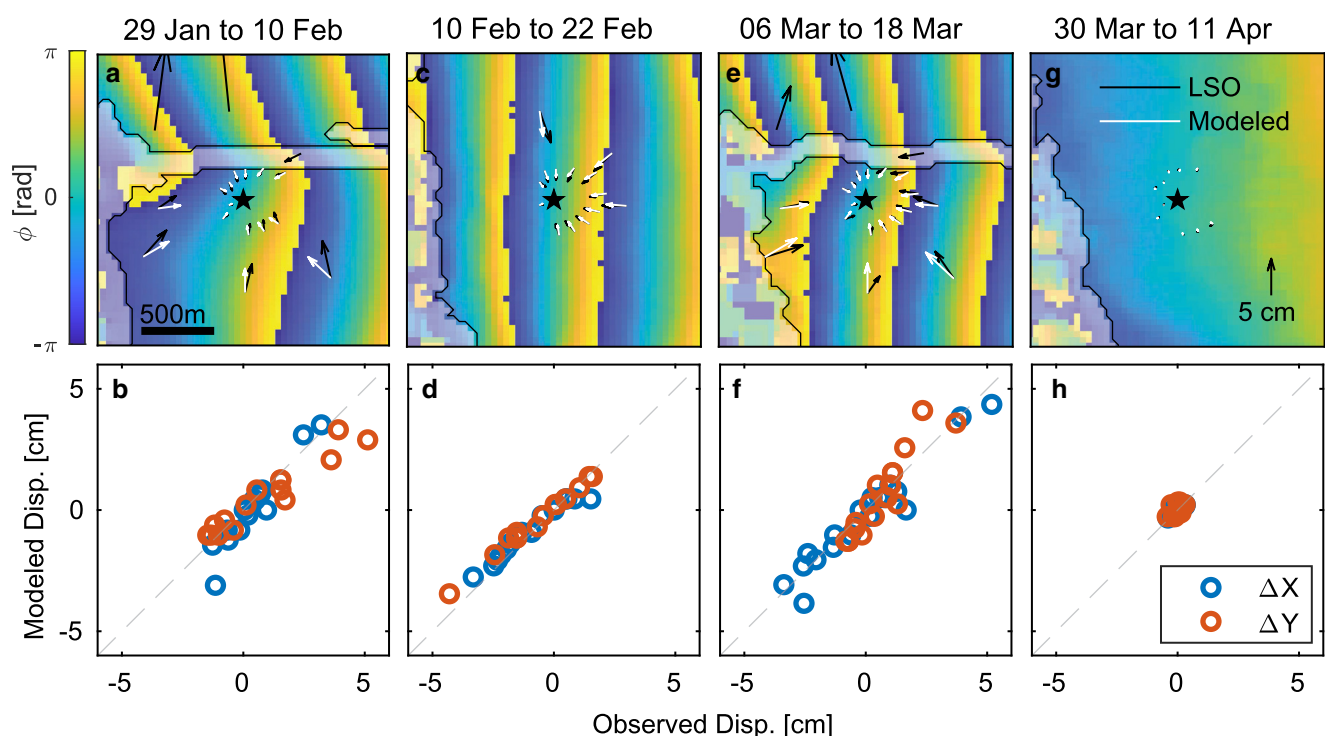 29 Jan to 10 Feb
10 Feb to 22 Feb
06 Mar to 18 Mar
30 Mar to 11 Apr
π
0
-π
ϕ [rad]
a
500m
c
e
g
LSO
Modeled
5 cm
Modeled Disp. [cm]
5
0
-5
b
d
f
h
ΔX
ΔY
-5 0 5
-5 0 5
-5 0 5
-5 0 5
Observed Disp. [cm]